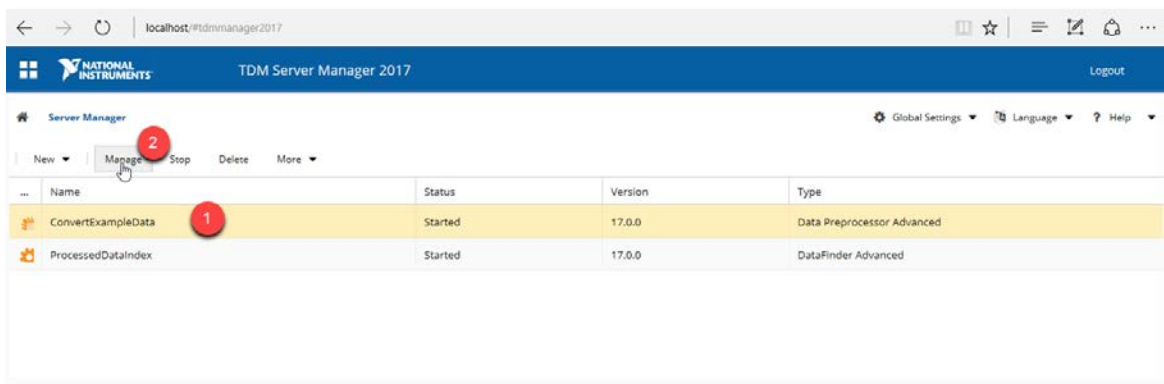 localhost/#tdmmanager2017
NATIONAL INSTRUMENTS
TDM Server Manager 2017
Logout
Server Manager
Global Settings
Language
? Help
2
New
Manage
Stop
Delete
More
... Name Status Version Type
ConvertExampleData 1 Started 17.0.0 Data Preprocessor Advanced
ProcessedDataIndex Started 17.0.0 DataFinder Advanced